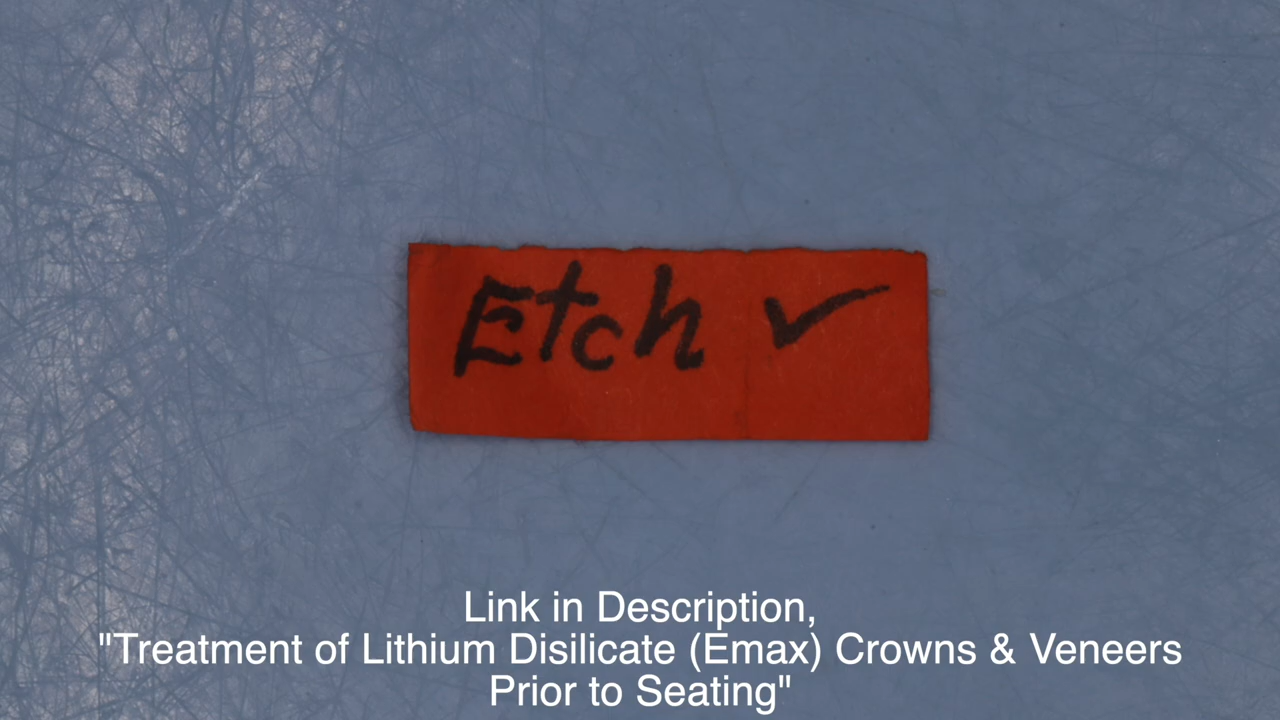 Etch ✓
Link in Description,
"Treatment of Lithium Disilicate (Emax) Crowns & Veneers
Prior to Seating"